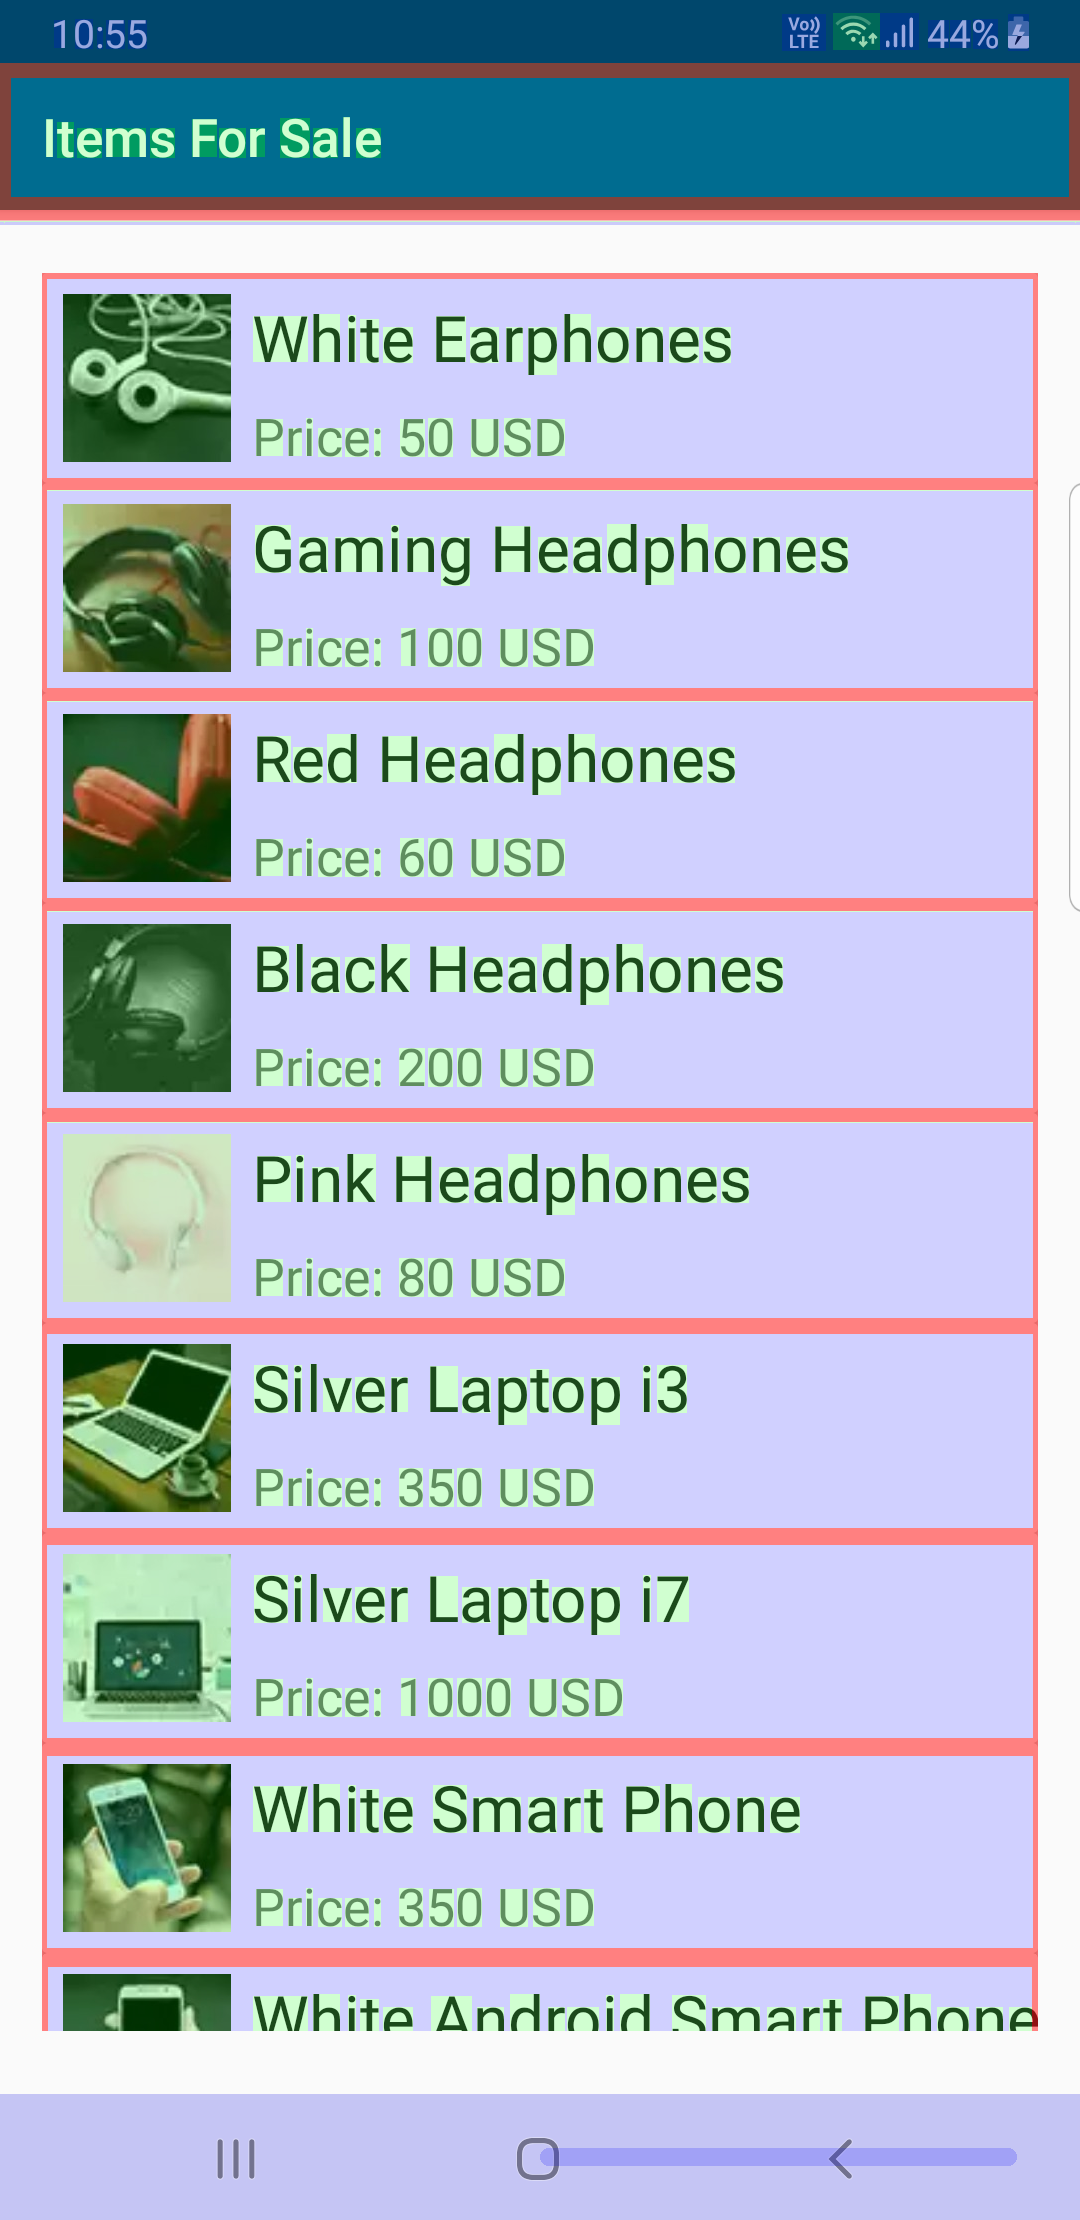 10:55 Vo)) LTE 44%
Items For Sale
White Earphones
Price: 50 USD
Gaming Headphones
Price: 100 USD
Red Headphones
Price: 60 USD
Black Headphones
Price: 200 USD
Pink Headphones
Price: 80 USD
Silver Laptop i3
Price: 350 USD
Silver Laptop i7
Price: 1000 USD
White Smart Phone
Price: 350 USD
White Android Smart Phone